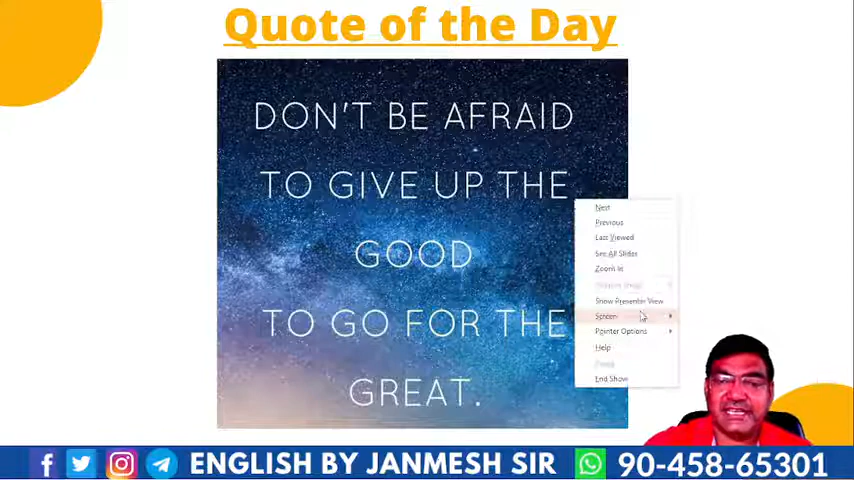 Quote of the Day
DON'T BE AFRAID
TO GIVE UP THE
GOOD
TO GO FOR THE
GREAT.
Next
Previous
Last Viewed
See All Slides
Zoom In
Show Presenter View
Screen
Pointer Options
Help
End Show
ENGLISH BY JANMESH SIR 90-458-65301